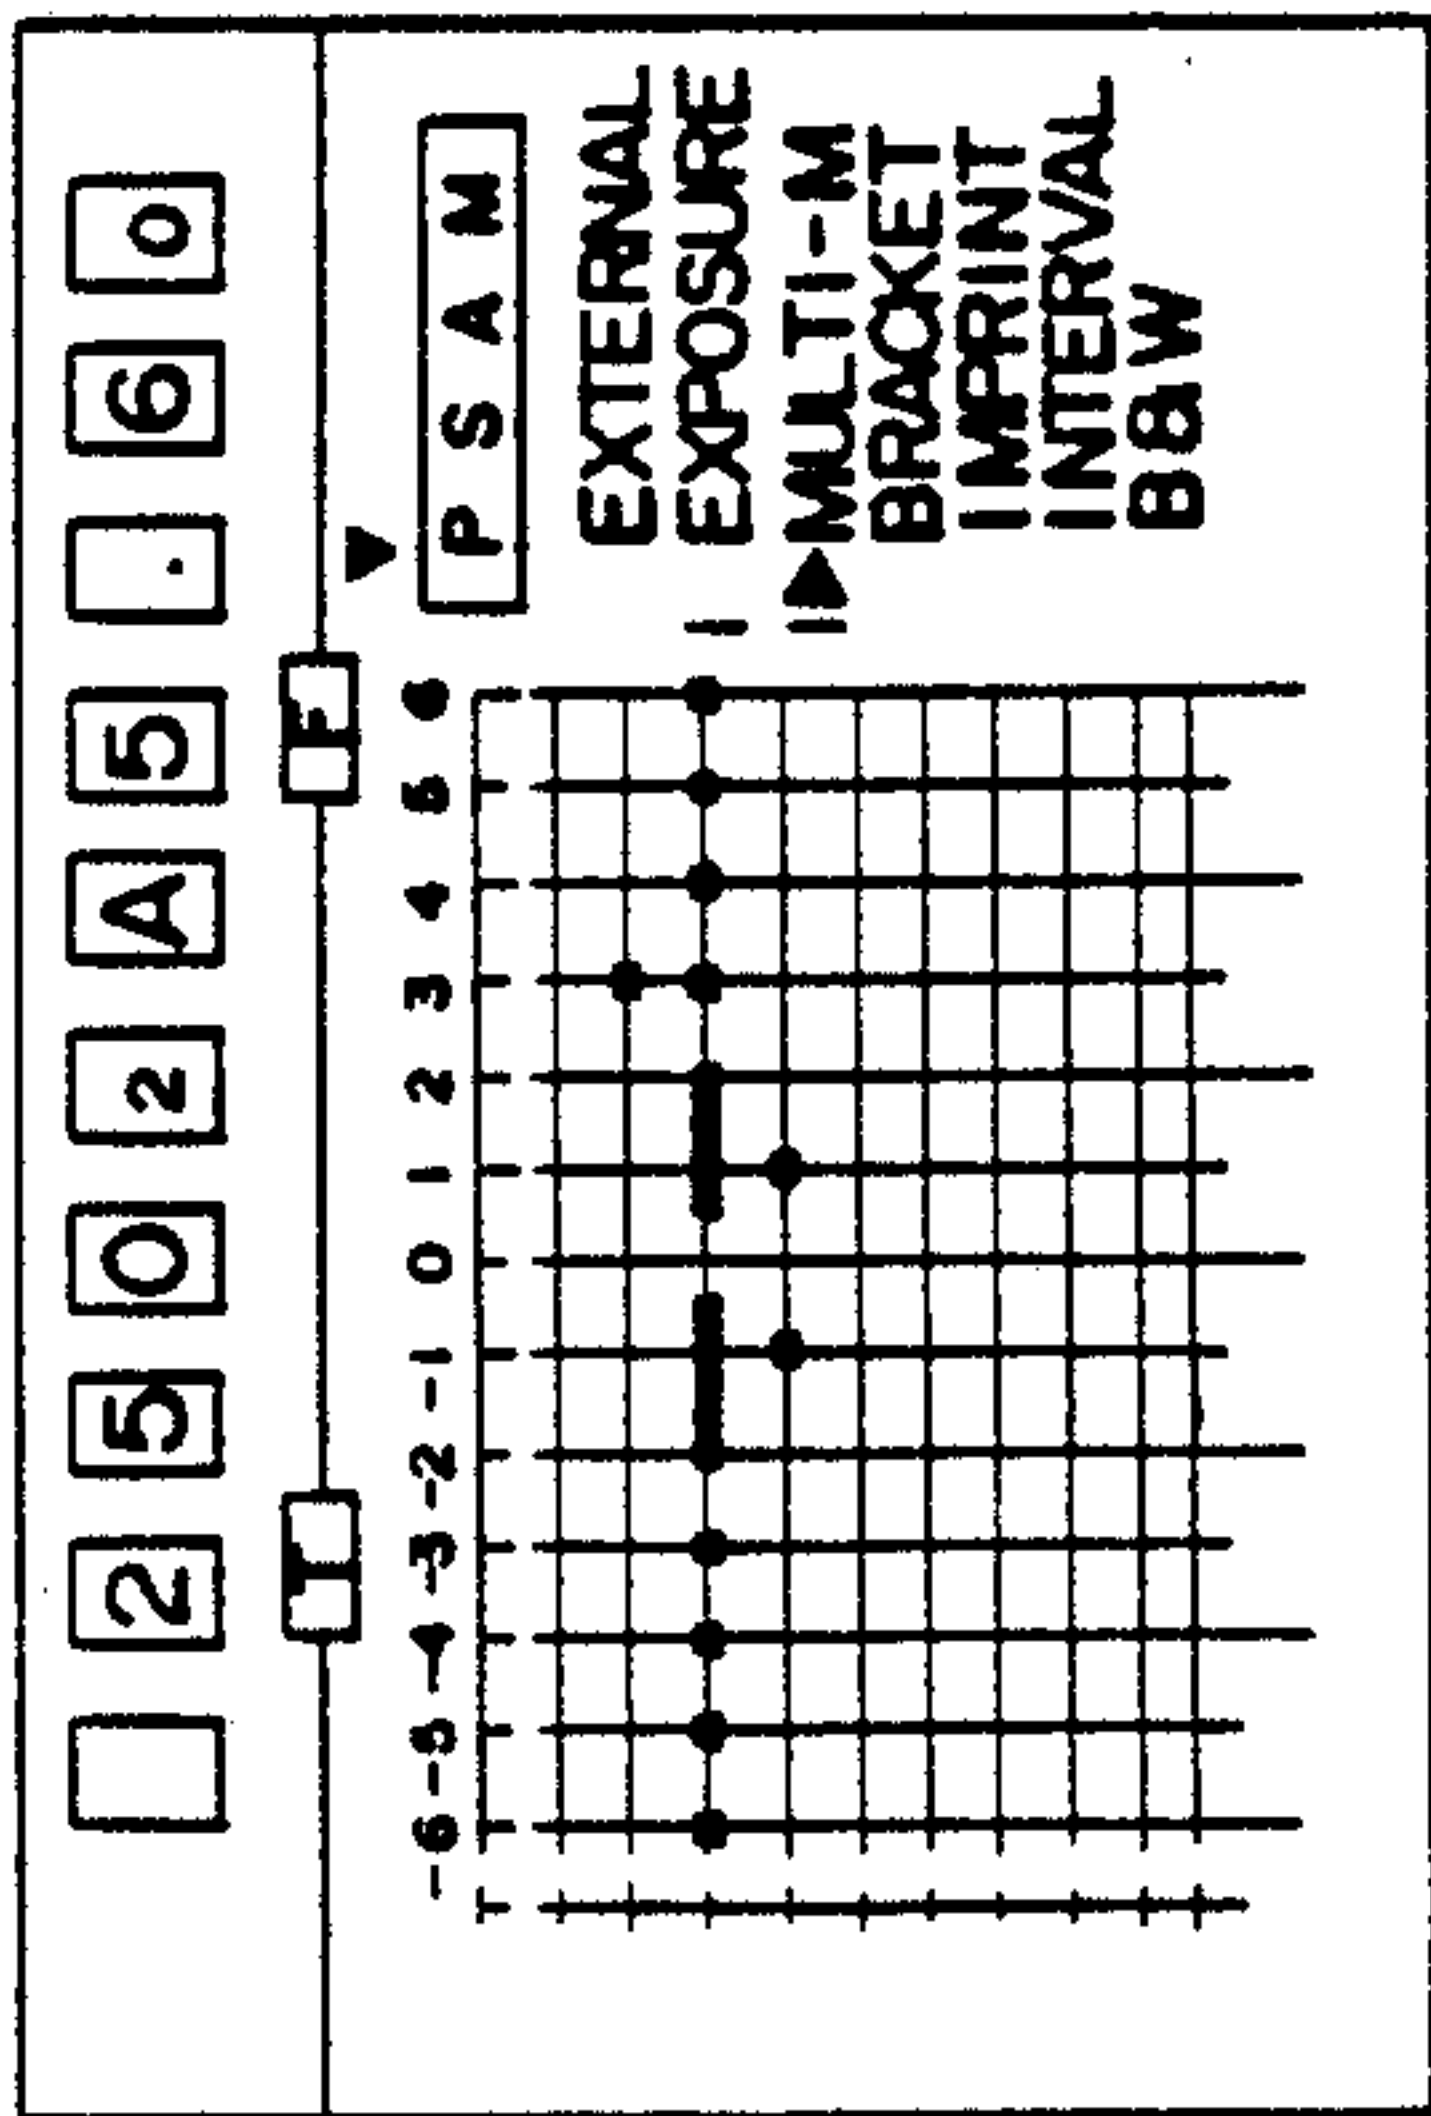 2 5 0 2 A 5 . 6 0
T F
P S A M
-6 -5 -4 -3 -2 -1 0 1 2 3 4 5 6
EXTERNAL
EXPOSURE
MULTI-M
BRACKET
IMPRINT
INTERVAL
B&W